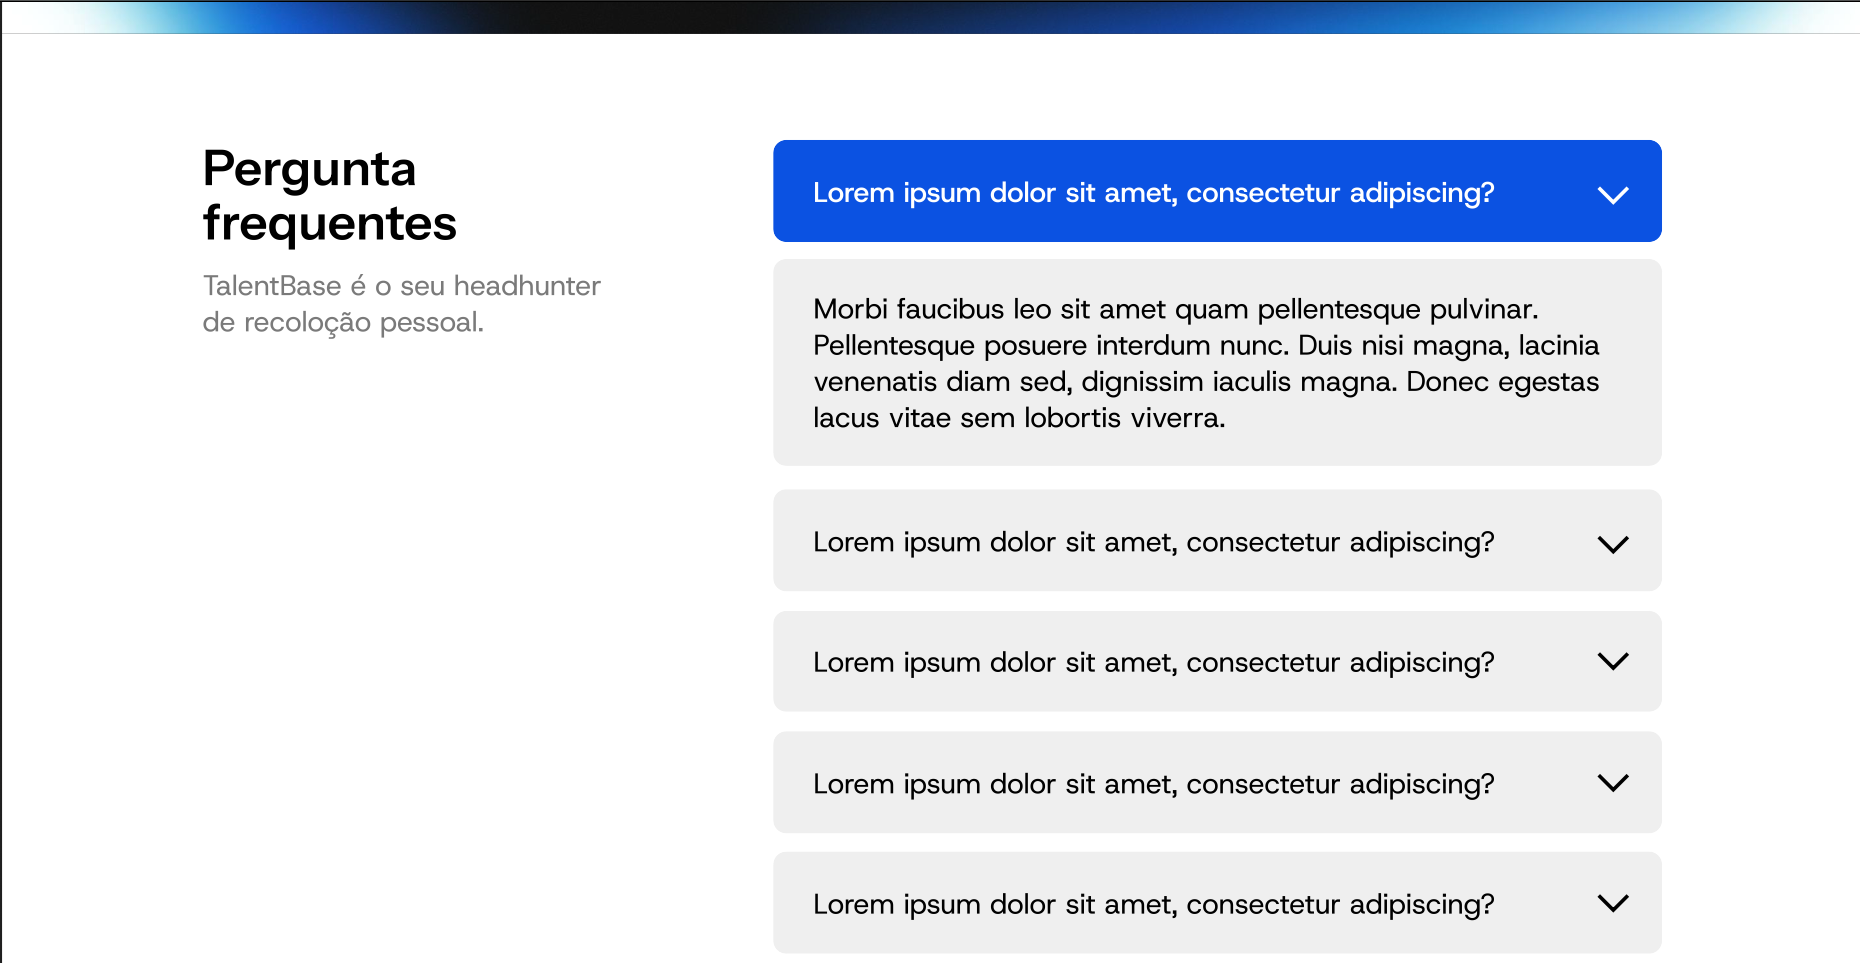 Pergunta
frequentes
TalentBase é o seu headhunter
de recoloção pessoal.
Lorem ipsum dolor sit amet, consectetur adipiscing?
Morbi faucibus leo sit amet quam pellentesque pulvinar.
Pellentesque posuere interdum nunc. Duis nisi magna, lacinia
venenatis diam sed, dignissim iaculis magna. Donec egestas
lacus vitae sem lobortis viverra.
Lorem ipsum dolor sit amet, consectetur adipiscing?
Lorem ipsum dolor sit amet, consectetur adipiscing?
Lorem ipsum dolor sit amet, consectetur adipiscing?
Lorem ipsum dolor sit amet, consectetur adipiscing?